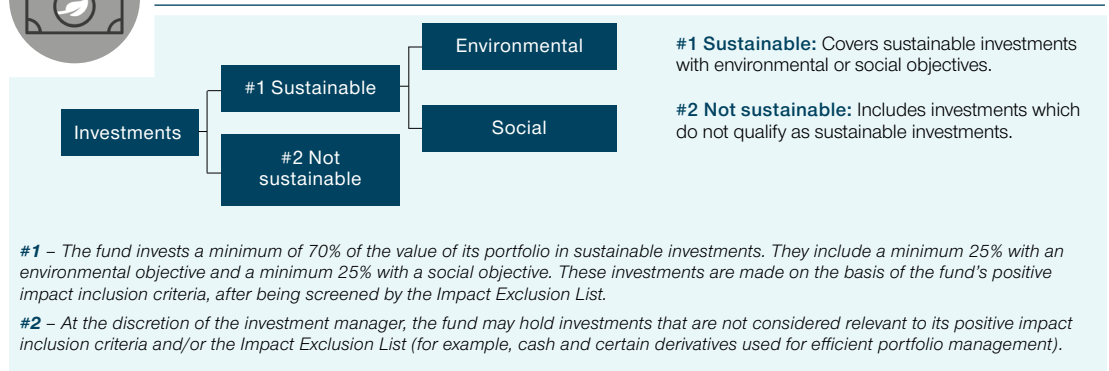 Investments
#1 Sustainable
#2 Not
sustainable
Environmental
Social
#1 Sustainable: Covers sustainable investments
with environmental or social objectives.
#2 Not sustainable: Includes investments which
do not qualify as sustainable investments.
#1 – The fund invests a minimum of 70% of the value of its portfolio in sustainable investments. They include a minimum 25% with an
environmental objective and a minimum 25% with a social objective. These investments are made on the basis of the fund’s positive
impact inclusion criteria, after being screened by the Impact Exclusion List.
#2 – At the discretion of the investment manager, the fund may hold investments that are not considered relevant to its positive impact
inclusion criteria and/or the Impact Exclusion List (for example, cash and certain derivatives used for efficient portfolio management).